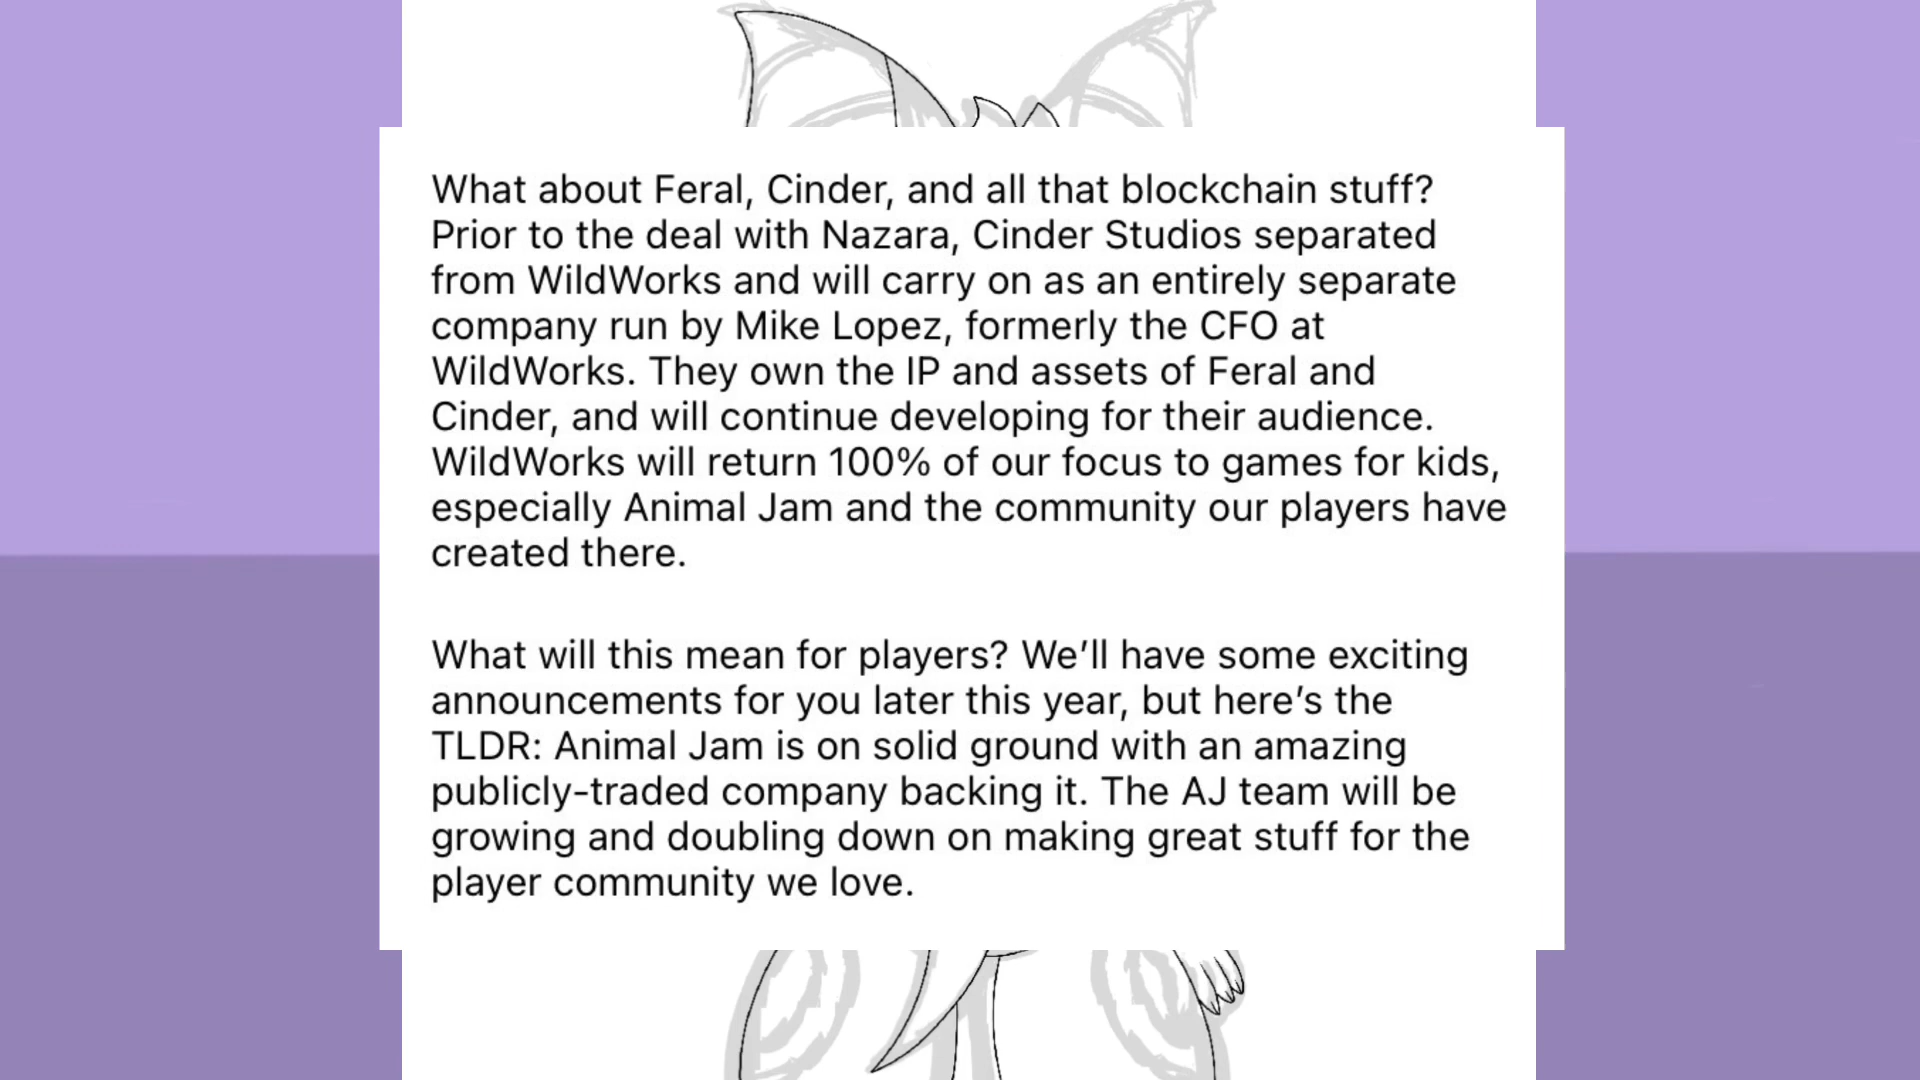 What about Feral, Cinder, and all that blockchain stuff?
Prior to the deal with Nazara, Cinder Studios separated
from WildWorks and will carry on as an entirely separate
company run by Mike Lopez, formerly the CFO at
WildWorks. They own the IP and assets of Feral and
Cinder, and will continue developing for their audience.
WildWorks will return 100% of our focus to games for kids,
especially Animal Jam and the community our players have
created there.
What will this mean for players? We’ll have some exciting
announcements for you later this year, but here’s the
TLDR: Animal Jam is on solid ground with an amazing
publicly-traded company backing it. The AJ team will be
growing and doubling down on making great stuff for the
player community we love.